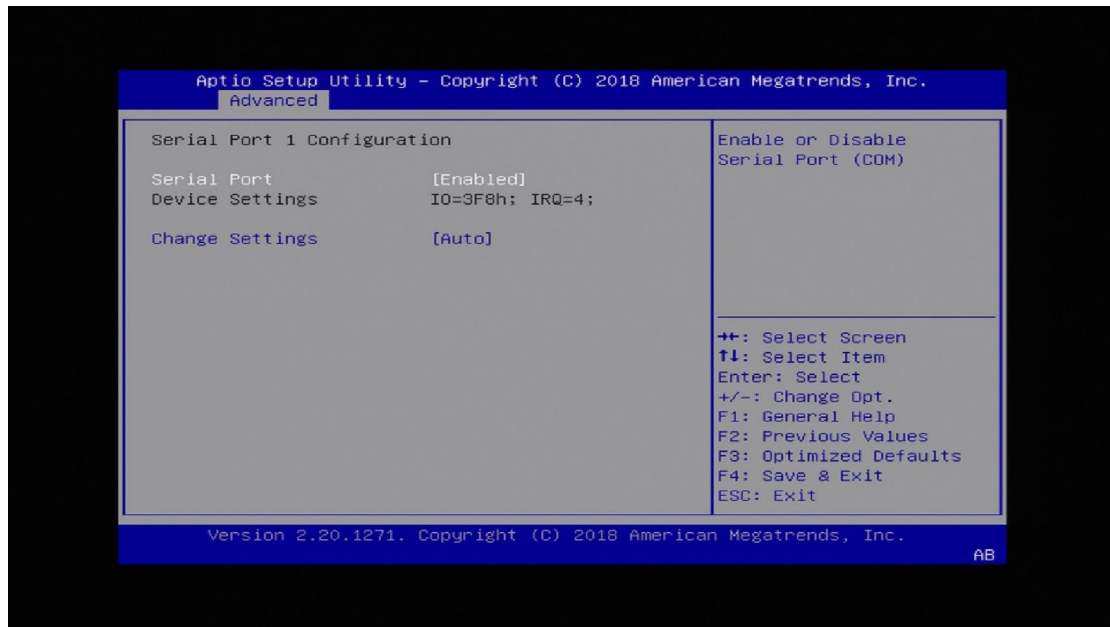 Aptio Setup Utility – Copyright (C) 2018 American Megatrends, Inc.
Advanced
Serial Port 1 Configuration
Serial Port [Enabled]
Device Settings IO=3F8h; IRQ=4;
Change Settings [Auto]
Enable or Disable
Serial Port (COM)
→←: Select Screen
↑↓: Select Item
Enter: Select
+/-: Change Opt.
F1: General Help
F2: Previous Values
F3: Optimized Defaults
F4: Save & Exit
ESC: Exit
Version 2.20.1271. Copyright (C) 2018 American Megatrends, Inc.
AB